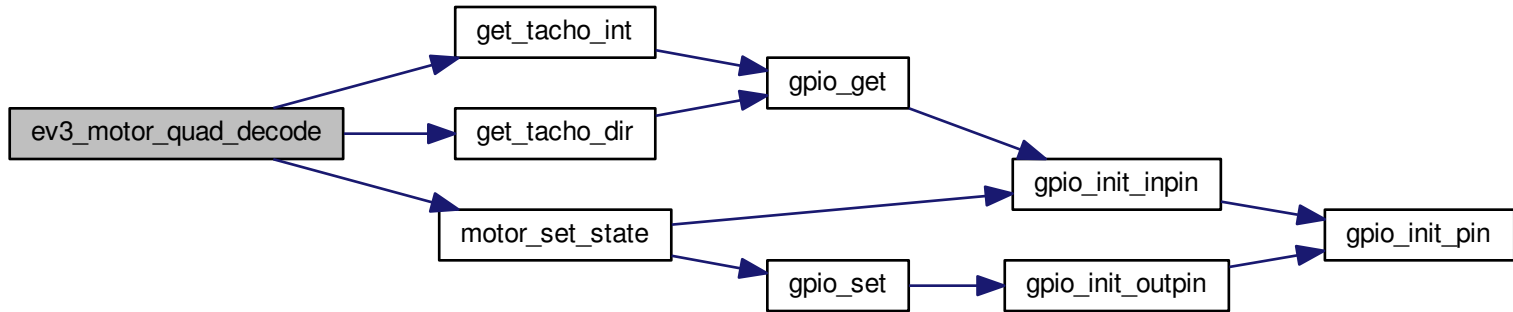 get_tacho_int
gpio_get
ev3_motor_quad_decode
get_tacho_dir
gpio_init_inpin
motor_set_state
gpio_init_pin
gpio_set
gpio_init_outpin